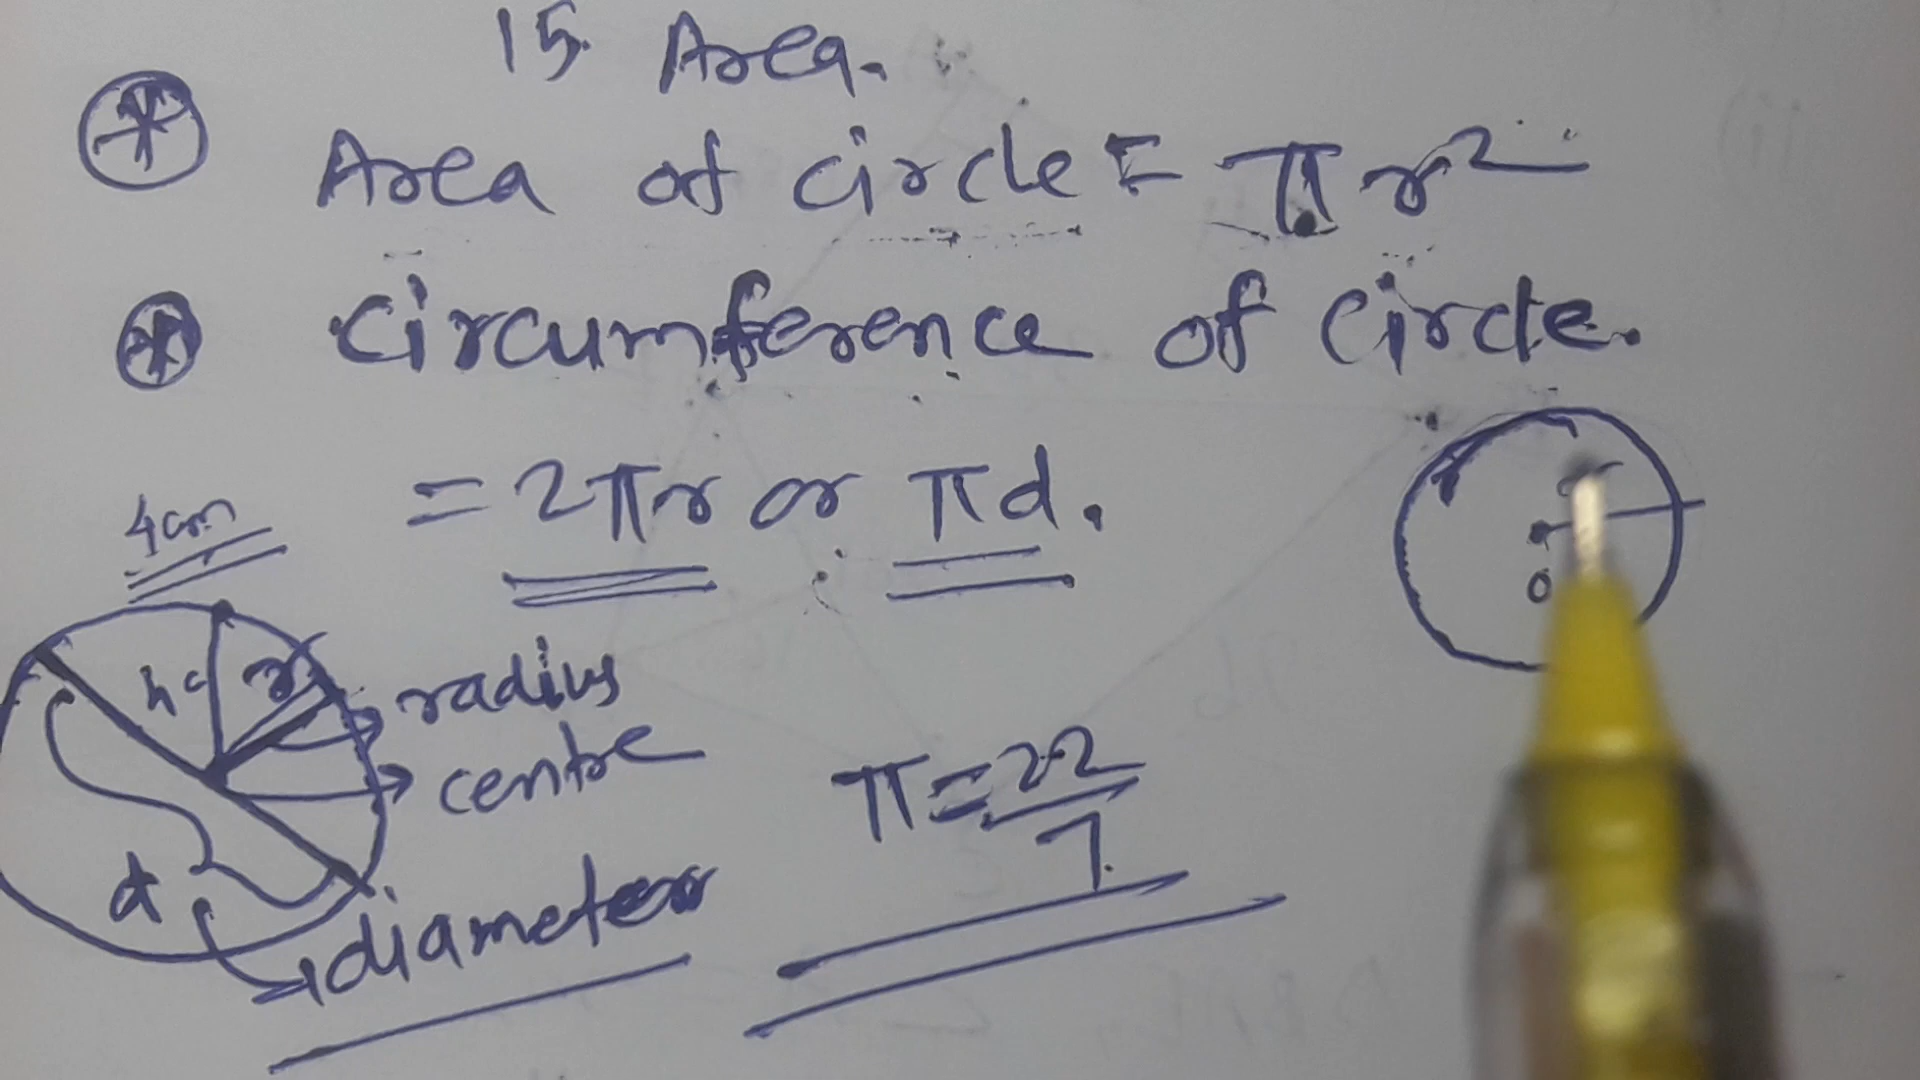 15. Area.
Area of circle = πr²
Circumference of circle.
= 2πr or πd.
4cm
r
O
r
radius
centre
π = 22/7
d
diameter